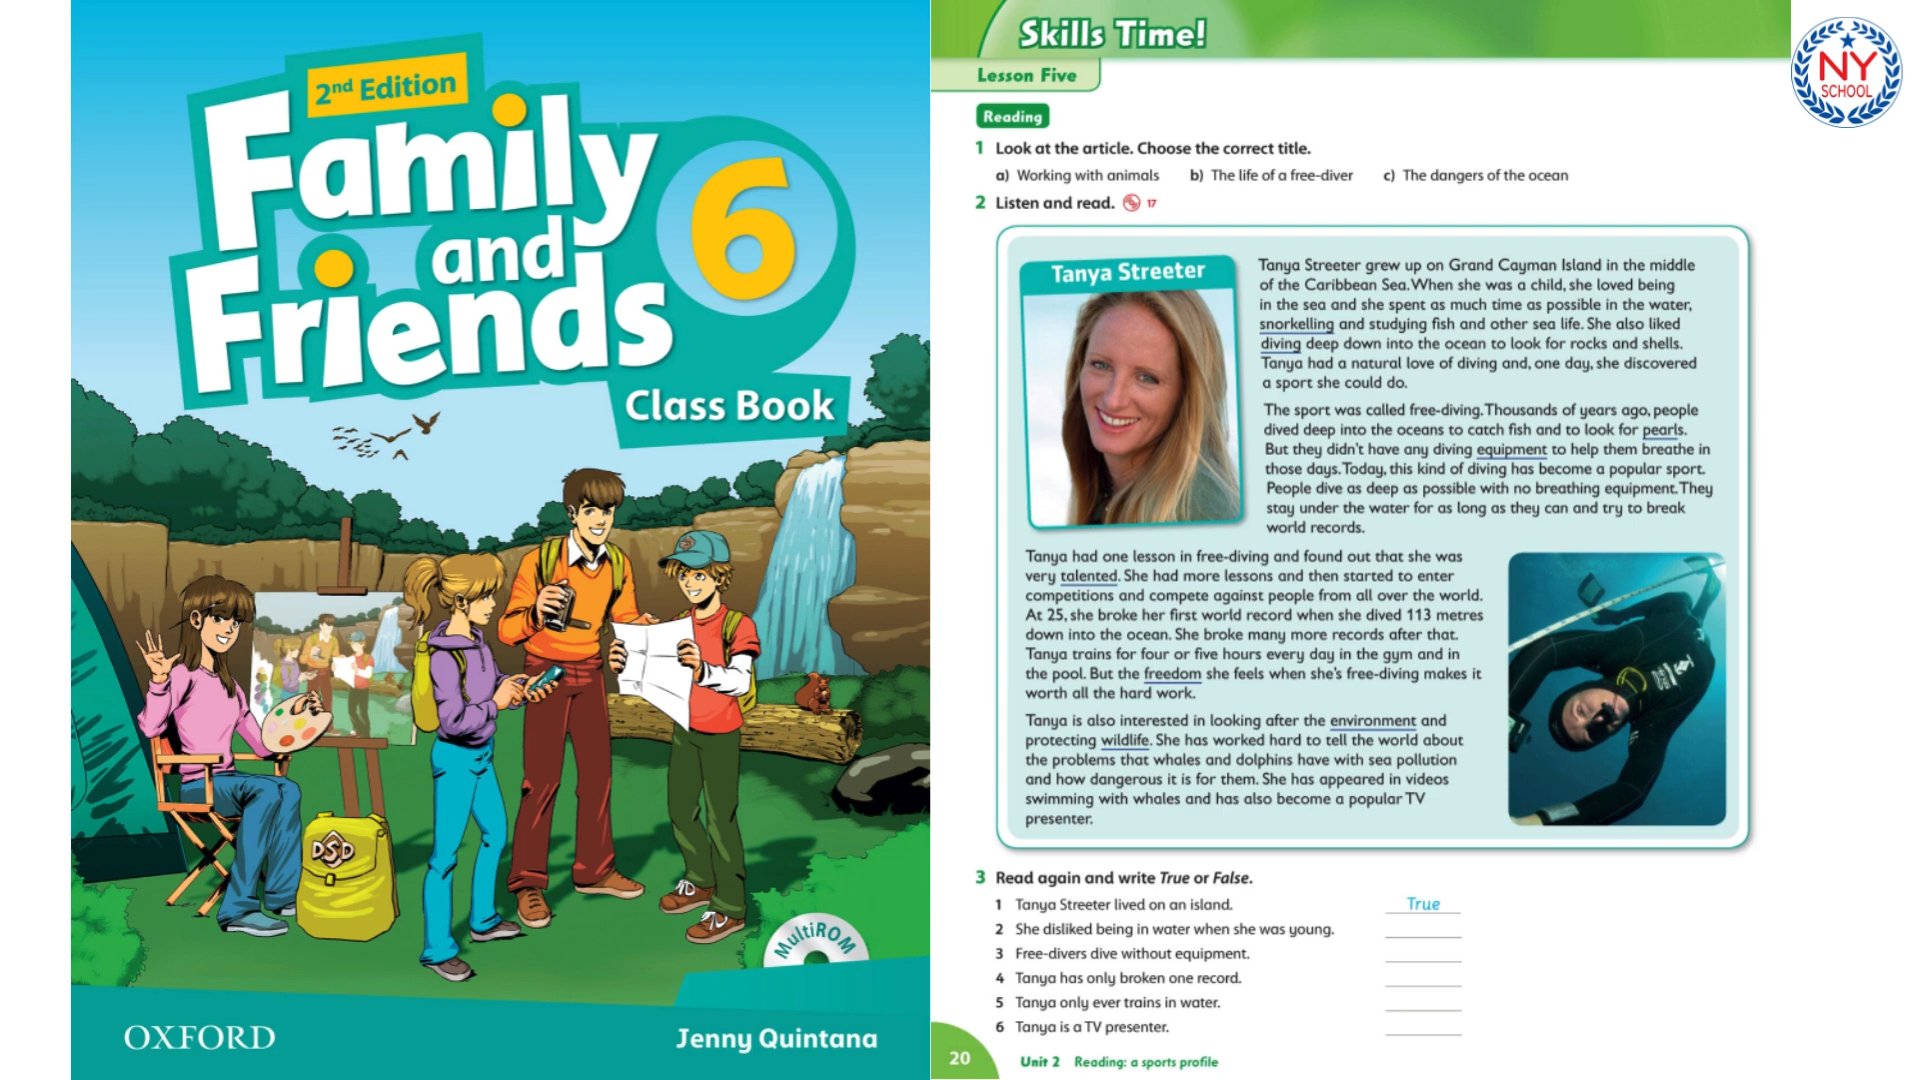 2nd Edition
Family
and
Friends
6
Class Book
DSD
MultiROM
OXFORD
Jenny Quintana
Skills Time!
Lesson Five
Reading
1 Look at the article. Choose the correct title.
a) Working with animals b) The life of a free-diver c) The dangers of the ocean
2 Listen and read. 17
Tanya Streeter
Tanya Streeter grew up on Grand Cayman Island in the middle
of the Caribbean Sea. When she was a child, she loved being
in the sea and she spent as much time as possible in the water,
snorkelling and studying fish and other sea life. She also liked
diving deep down into the ocean to look for rocks and shells.
Tanya had a natural love of diving and, one day, she discovered
a sport she could do.
The sport was called free-diving. Thousands of years ago, people
dived deep into the oceans to catch fish and to look for pearls.
But they didn't have any diving equipment to help them breathe in
those days. Today, this kind of diving has become a popular sport.
People dive as deep as possible with no breathing equipment. They
stay under the water for as long as they can and try to break
world records.
Tanya had one lesson in free-diving and found out that she was
very talented. She had more lessons and then started to enter
competitions and compete against people from all over the world.
At 25, she broke her first world record when she dived 113 metres
down into the ocean. She broke many more records after that.
Tanya trains for four or five hours every day in the gym and in
the pool. But the freedom she feels when she's free-diving makes it
worth all the hard work.
Tanya is also interested in looking after the environment and
protecting wildlife. She has worked hard to tell the world about
the problems that whales and dolphins have with sea pollution
and how dangerous it is for them. She has appeared in videos
swimming with whales and has also become a popular TV
presenter.
3 Read again and write True or False.
1 Tanya Streeter lived on an island. True
2 She disliked being in water when she was young.
3 Free-divers dive without equipment.
4 Tanya has only broken one record.
5 Tanya only ever trains in water.
6 Tanya is a TV presenter.
20 Unit 2 Reading: a sports profile
NY
SCHOOL